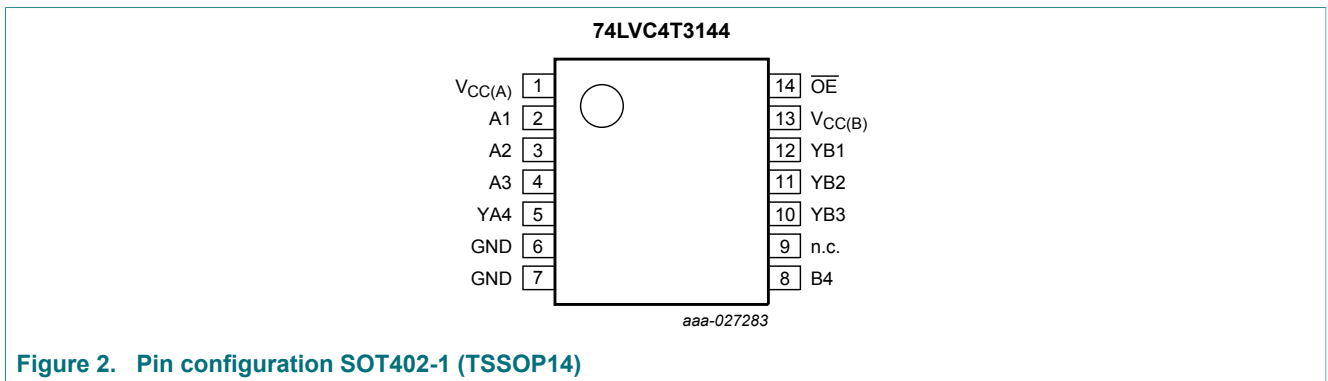 74LVC4T3144
VCC(A) 1 14 OE
A1 2 13 VCC(B)
A2 3 12 YB1
A3 4 11 YB2
YA4 5 10 YB3
GND 6 9 n.c.
GND 7 8 B4
aaa-027283
Figure 2. Pin configuration SOT402-1 (TSSOP14)